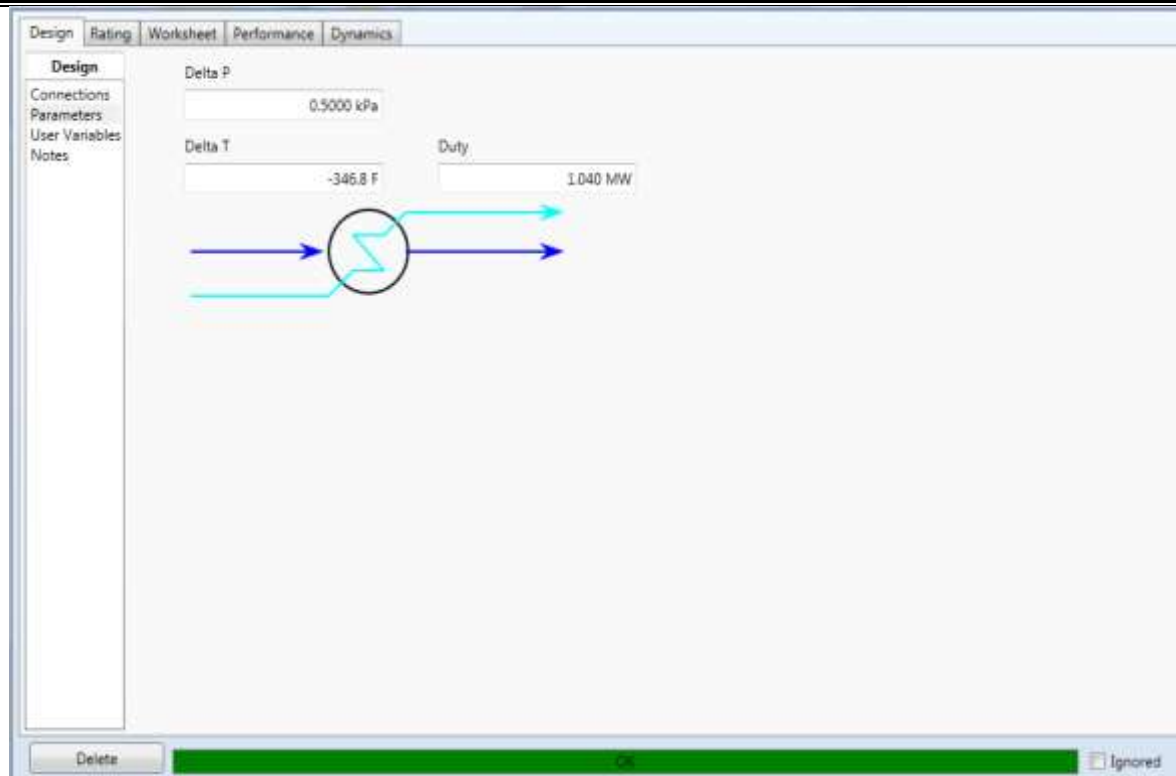 Design Rating Worksheet Performance Dynamics
Design
Connections
Parameters
User Variables
Notes
Delta P
0.5000 kPa
Delta T
-346.8 F
Duty
1.040 MW
Delete
OK
Ignored